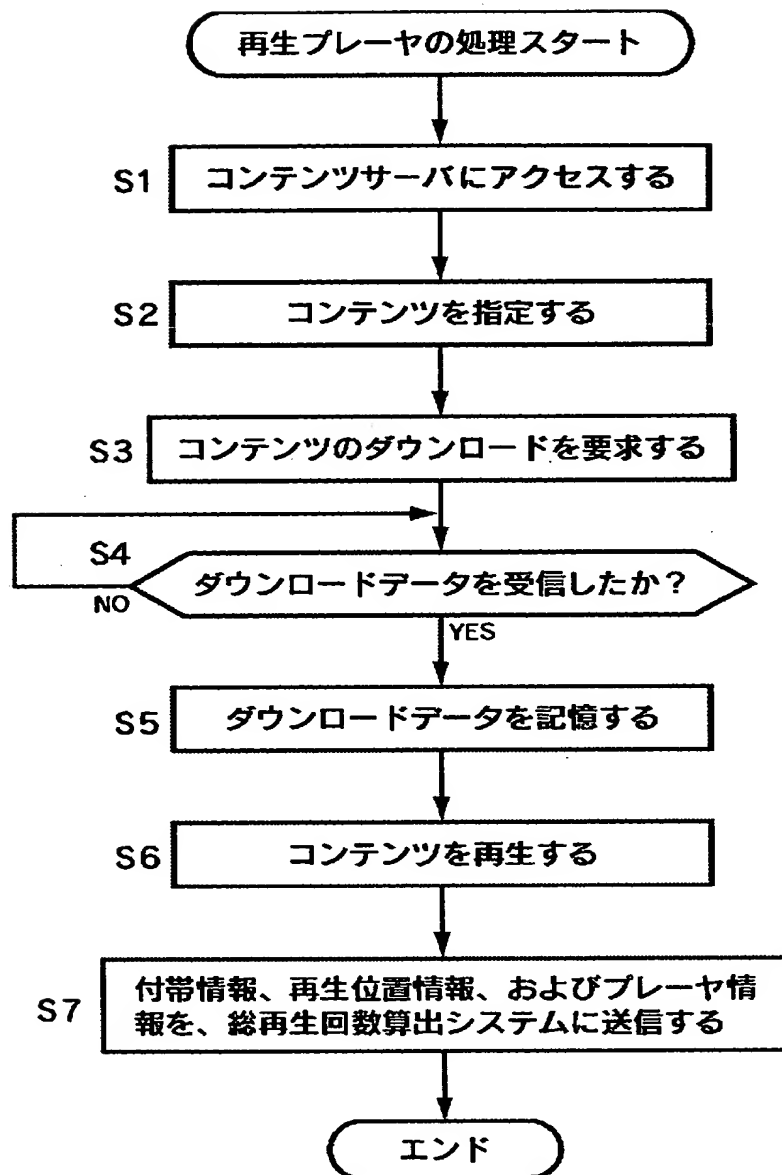 再生プレーヤの処理スタート
S1 コンテンツサーバにアクセスする
S2 コンテンツを指定する
S3 コンテンツのダウンロードを要求する
S4 ダウンロードデータを受信したか?
NO
YES
S5 ダウンロードデータを記憶する
S6 コンテンツを再生する
S7 付帯情報、再生位置情報、およびプレーヤ情
報を、総再生回数算出システムに送信する
エンド